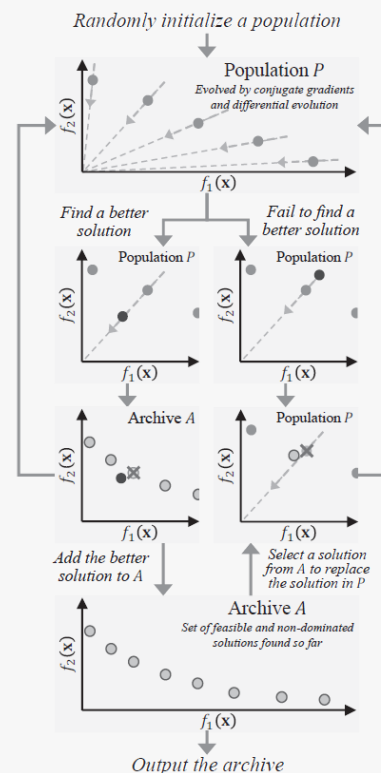 Randomly initialize a population
Population P
Evolved by conjugate gradients
and differential evolution
f₂(x)
f₁(x)
Find a better
solution
Fail to find a
better solution
Population P
f₂(x)
f₁(x)
Population P
f₂(x)
f₁(x)
Archive A
f₂(x)
f₁(x)
Population P
f₂(x)
f₁(x)
Add the better
solution to A
Select a solution
from A to replace
the solution in P
Archive A
Set of feasible and non-dominated
solutions found so far
f₂(x)
f₁(x)
Output the archive